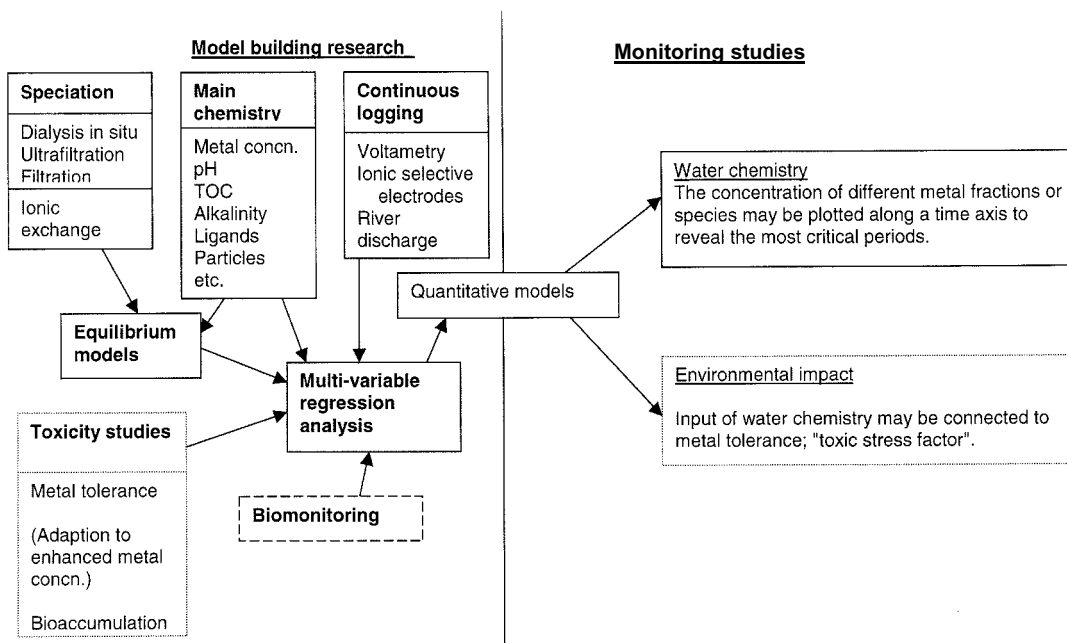 Model building research
Monitoring studies
Speciation
Dialysis in situ
Ultrafiltration
Filtration
Ionic
exchange
Main
chemistry
Metal concn.
pH
TOC
Alkalinity
Ligands
Particles
etc.
Continuous
logging
Voltametry
Ionic selective
electrodes
River
discharge
Equilibrium
models
Toxicity studies
Metal tolerance
(Adaption to
enhanced metal
concn.)
Bioaccumulation
Multi-variable
regression
analysis
Biomonitoring
Quantitative models
Water chemistry
The concentration of different metal fractions or
species may be plotted along a time axis to
reveal the most critical periods.
Environmental impact
Input of water chemistry may be connected to
metal tolerance; "toxic stress factor".